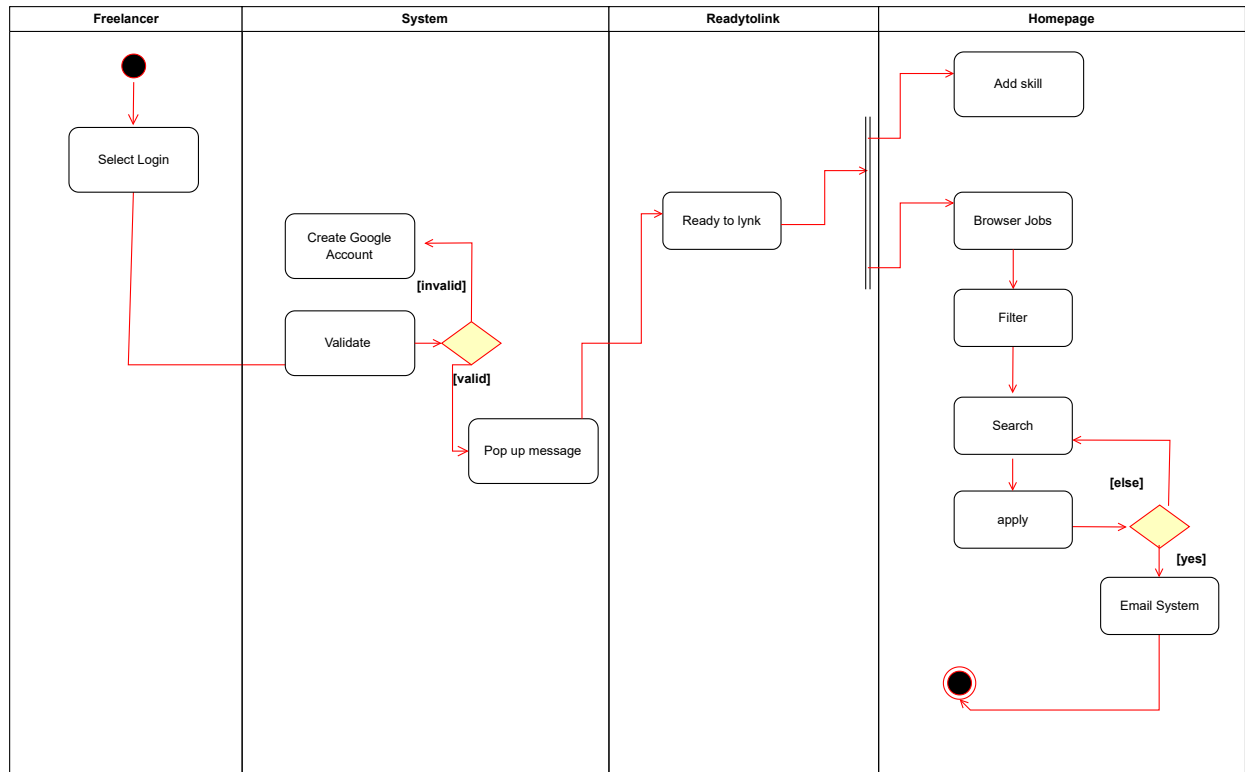 Freelancer
System
Readytolink
Homepage
Add skill
Select Login
Ready to lynk
Browser Jobs
Create Google
Account
[invalid]
Filter
Validate
[valid]
Search
Pop up message
[else]
apply
[yes]
Email System